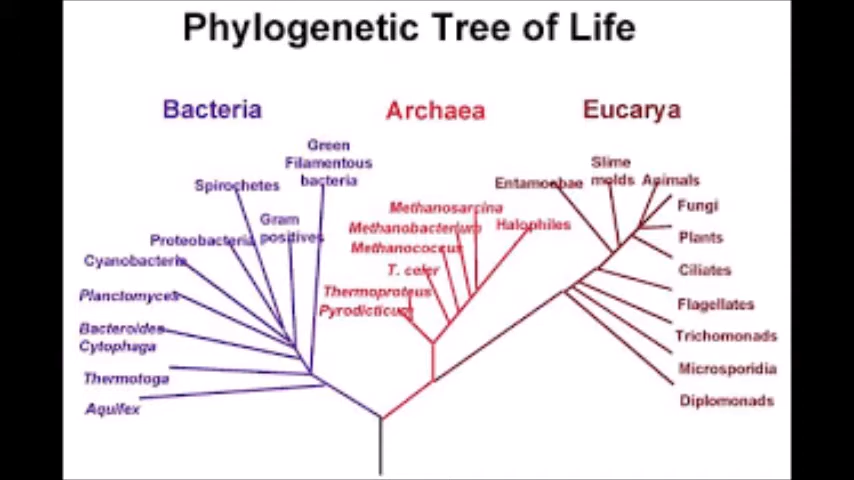 Phylogenetic Tree of Life
Bacteria
Archaea
Eucarya
Green
Filamentous
bacteria
Spirochetes
Gram
positives
Proteobacteria
Cyanobacteria
Planctomyces
Bacteroides
Cytophaga
Thermotoga
Aquifex
Methanosarcina
Methanobacterium
Halophiles
Methanococcus
T. celer
Thermoproteus
Pyrodicticum
Entamoebae
Slime
molds
Animals
Fungi
Plants
Ciliates
Flagellates
Trichomonads
Microsporidia
Diplomonads